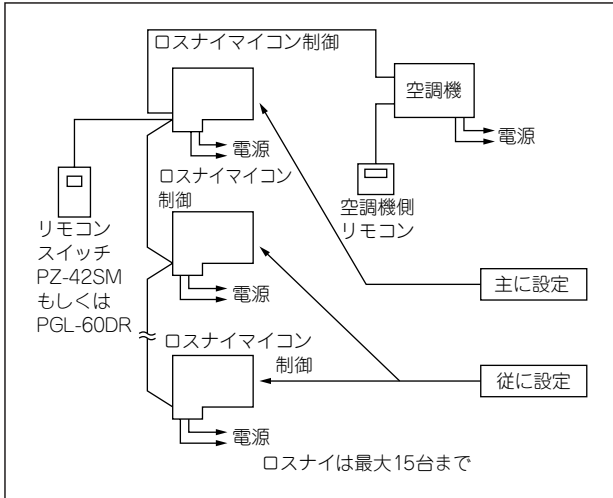 ロスナイマイコン制御
空調機
電源
電源
ロスナイマイコン
制御
空調機側
リモコン
リモコン
スイッチ
PZ-42SM
もしくは
PGL-60DR
電源
主に設定
ロスナイマイコン
制御
従に設定
電源
ロスナイは最大15台まで